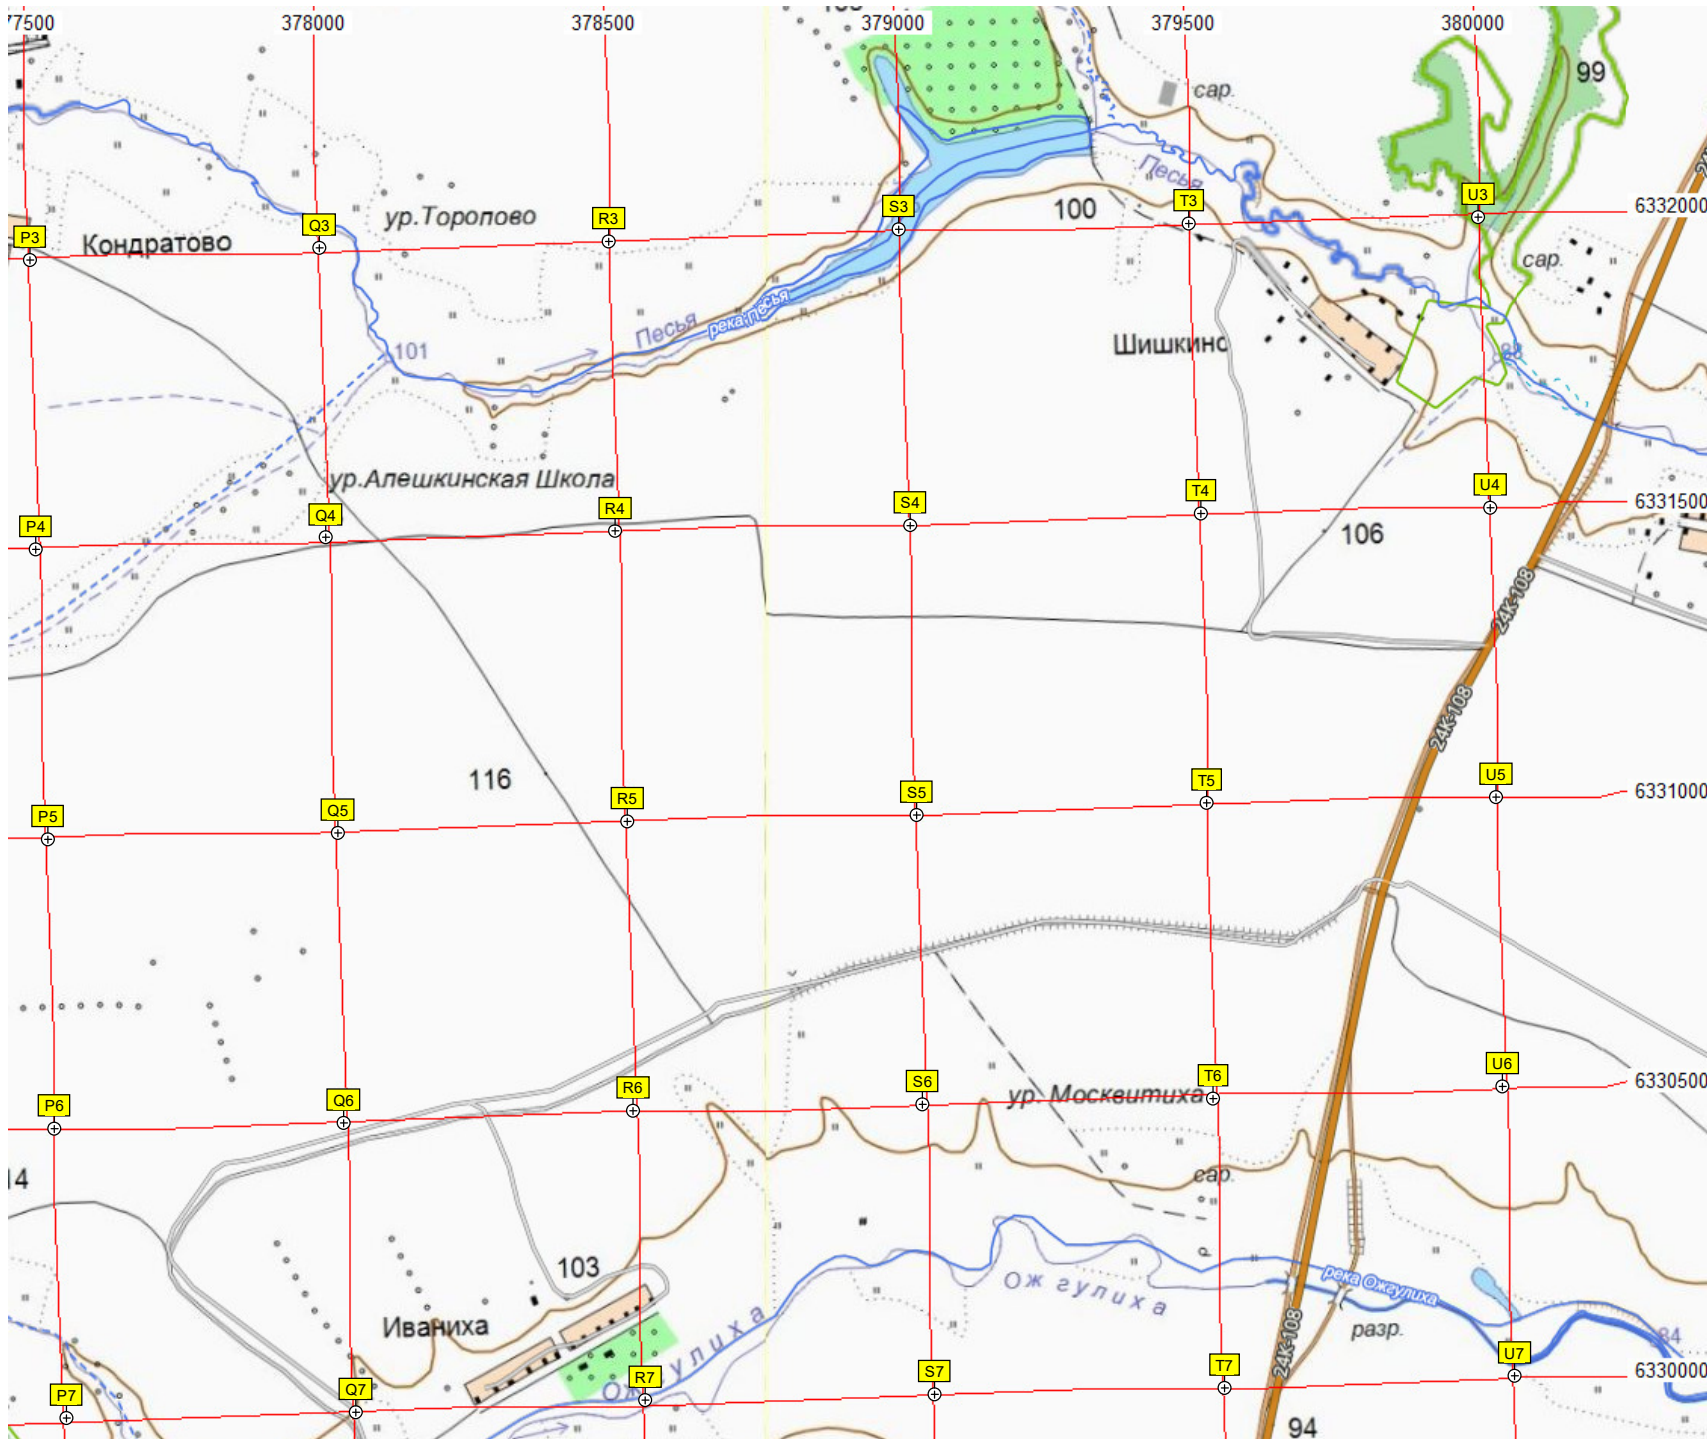 77500 378000 378500 379000 379500 380000
99
сар.
Песья
U3
6332000
S3
100
T3
ур.Торопово
R3
Q3
P3
Кондратово
сар.
Песья
река Песья
Шишкино
101
ур.Алешкинская Школа
U4
6331500
T4
S4
R4
Q4
P4
106
24К-108
24К-108
116
U5
6331000
T5
S5
R5
Q5
P5
U6
6330500
T6
S6
R6
Q6
P6
ур. Москвитиха
14
сар.
103
Ожгулиха
река Ожгулиха
Иваниха
разр.
84
24К-108
Ожгулиха
U7
6330000
T7
S7
R7
Q7
P7
94